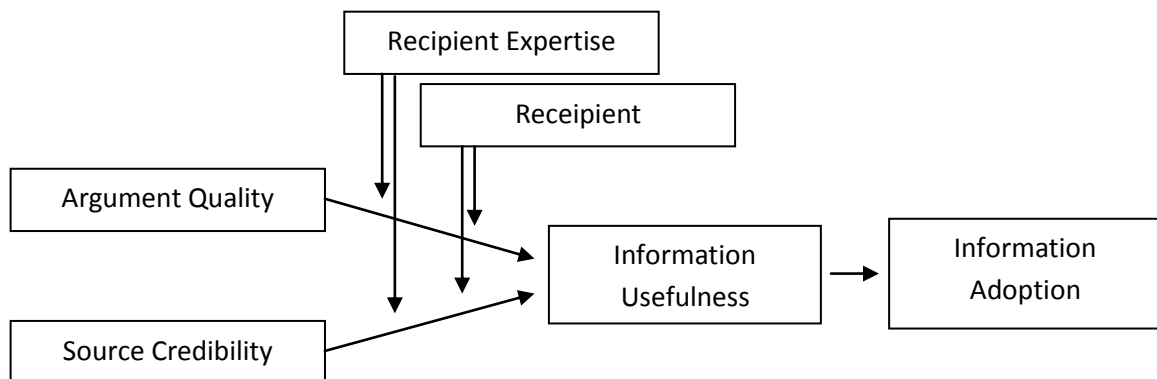 Recipient Expertise
Receipient
Argument Quality
Information
Usefulness
Information
Adoption
Source Credibility